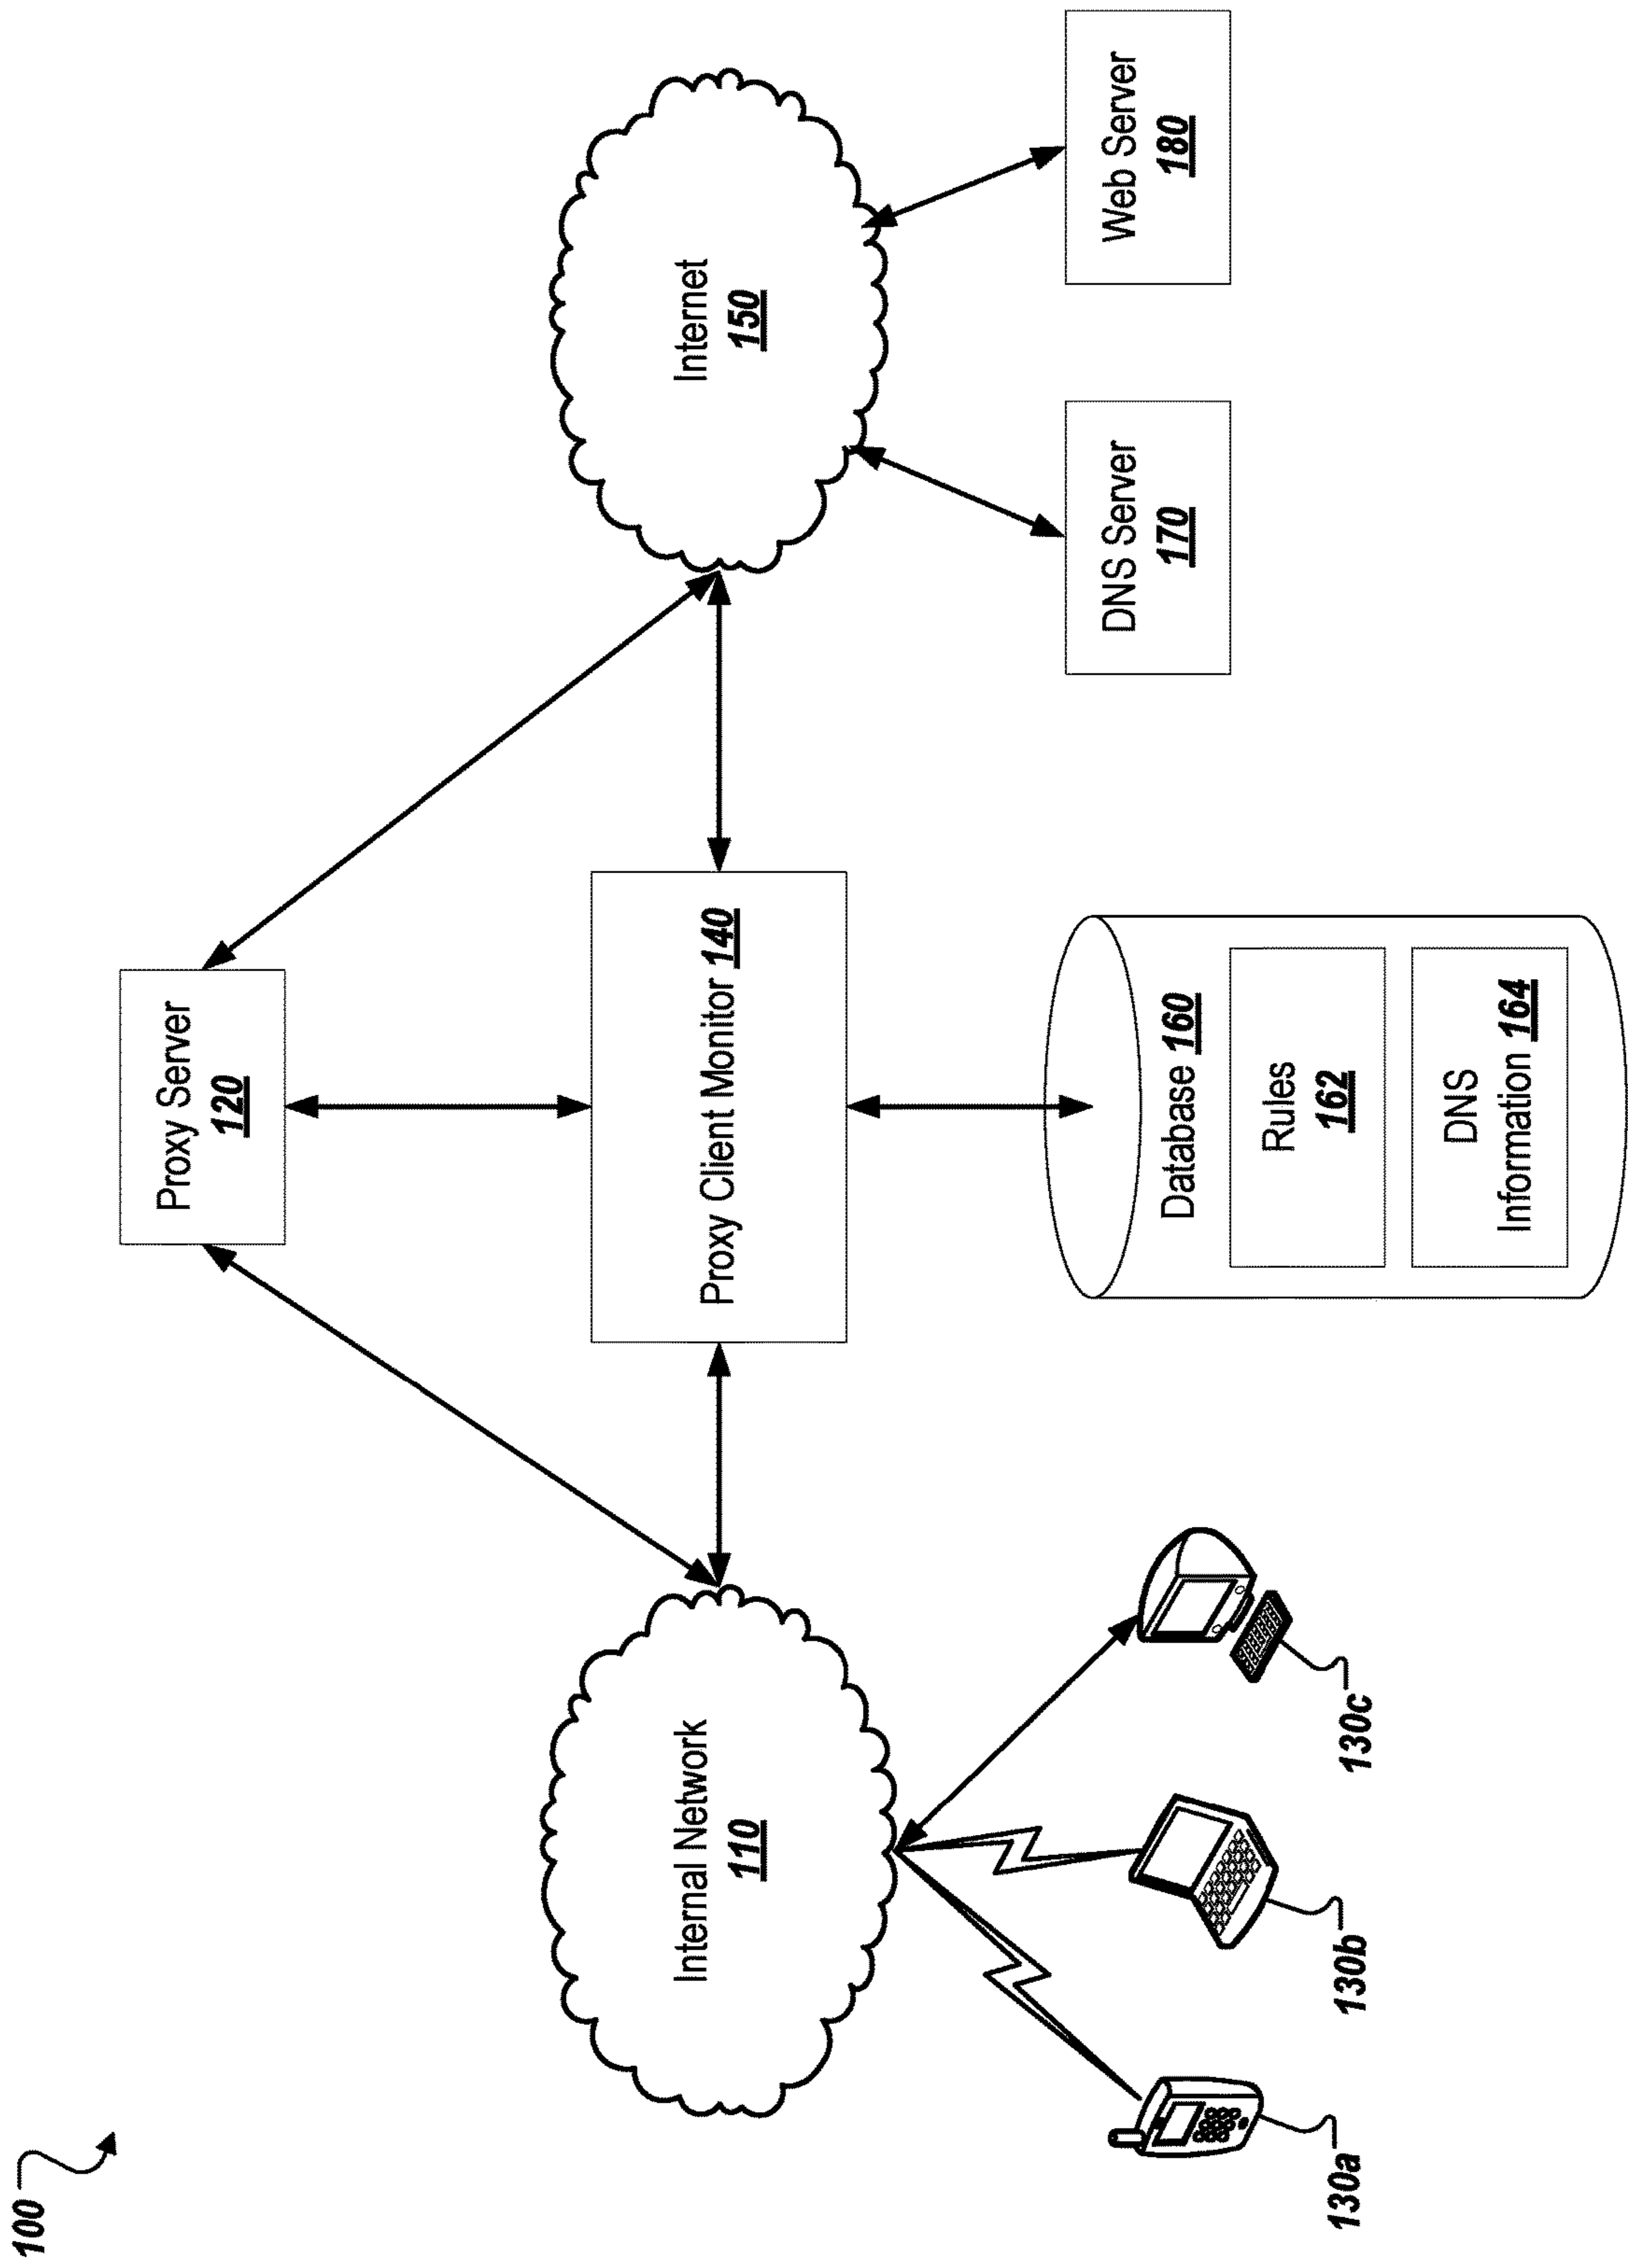 100
Proxy Server
120
Internal Network
110
Proxy Client Monitor 140
Internet
150
130a
130b
130c
Database 160
Rules
162
DNS
Information 164
DNS Server
170
Web Server
180